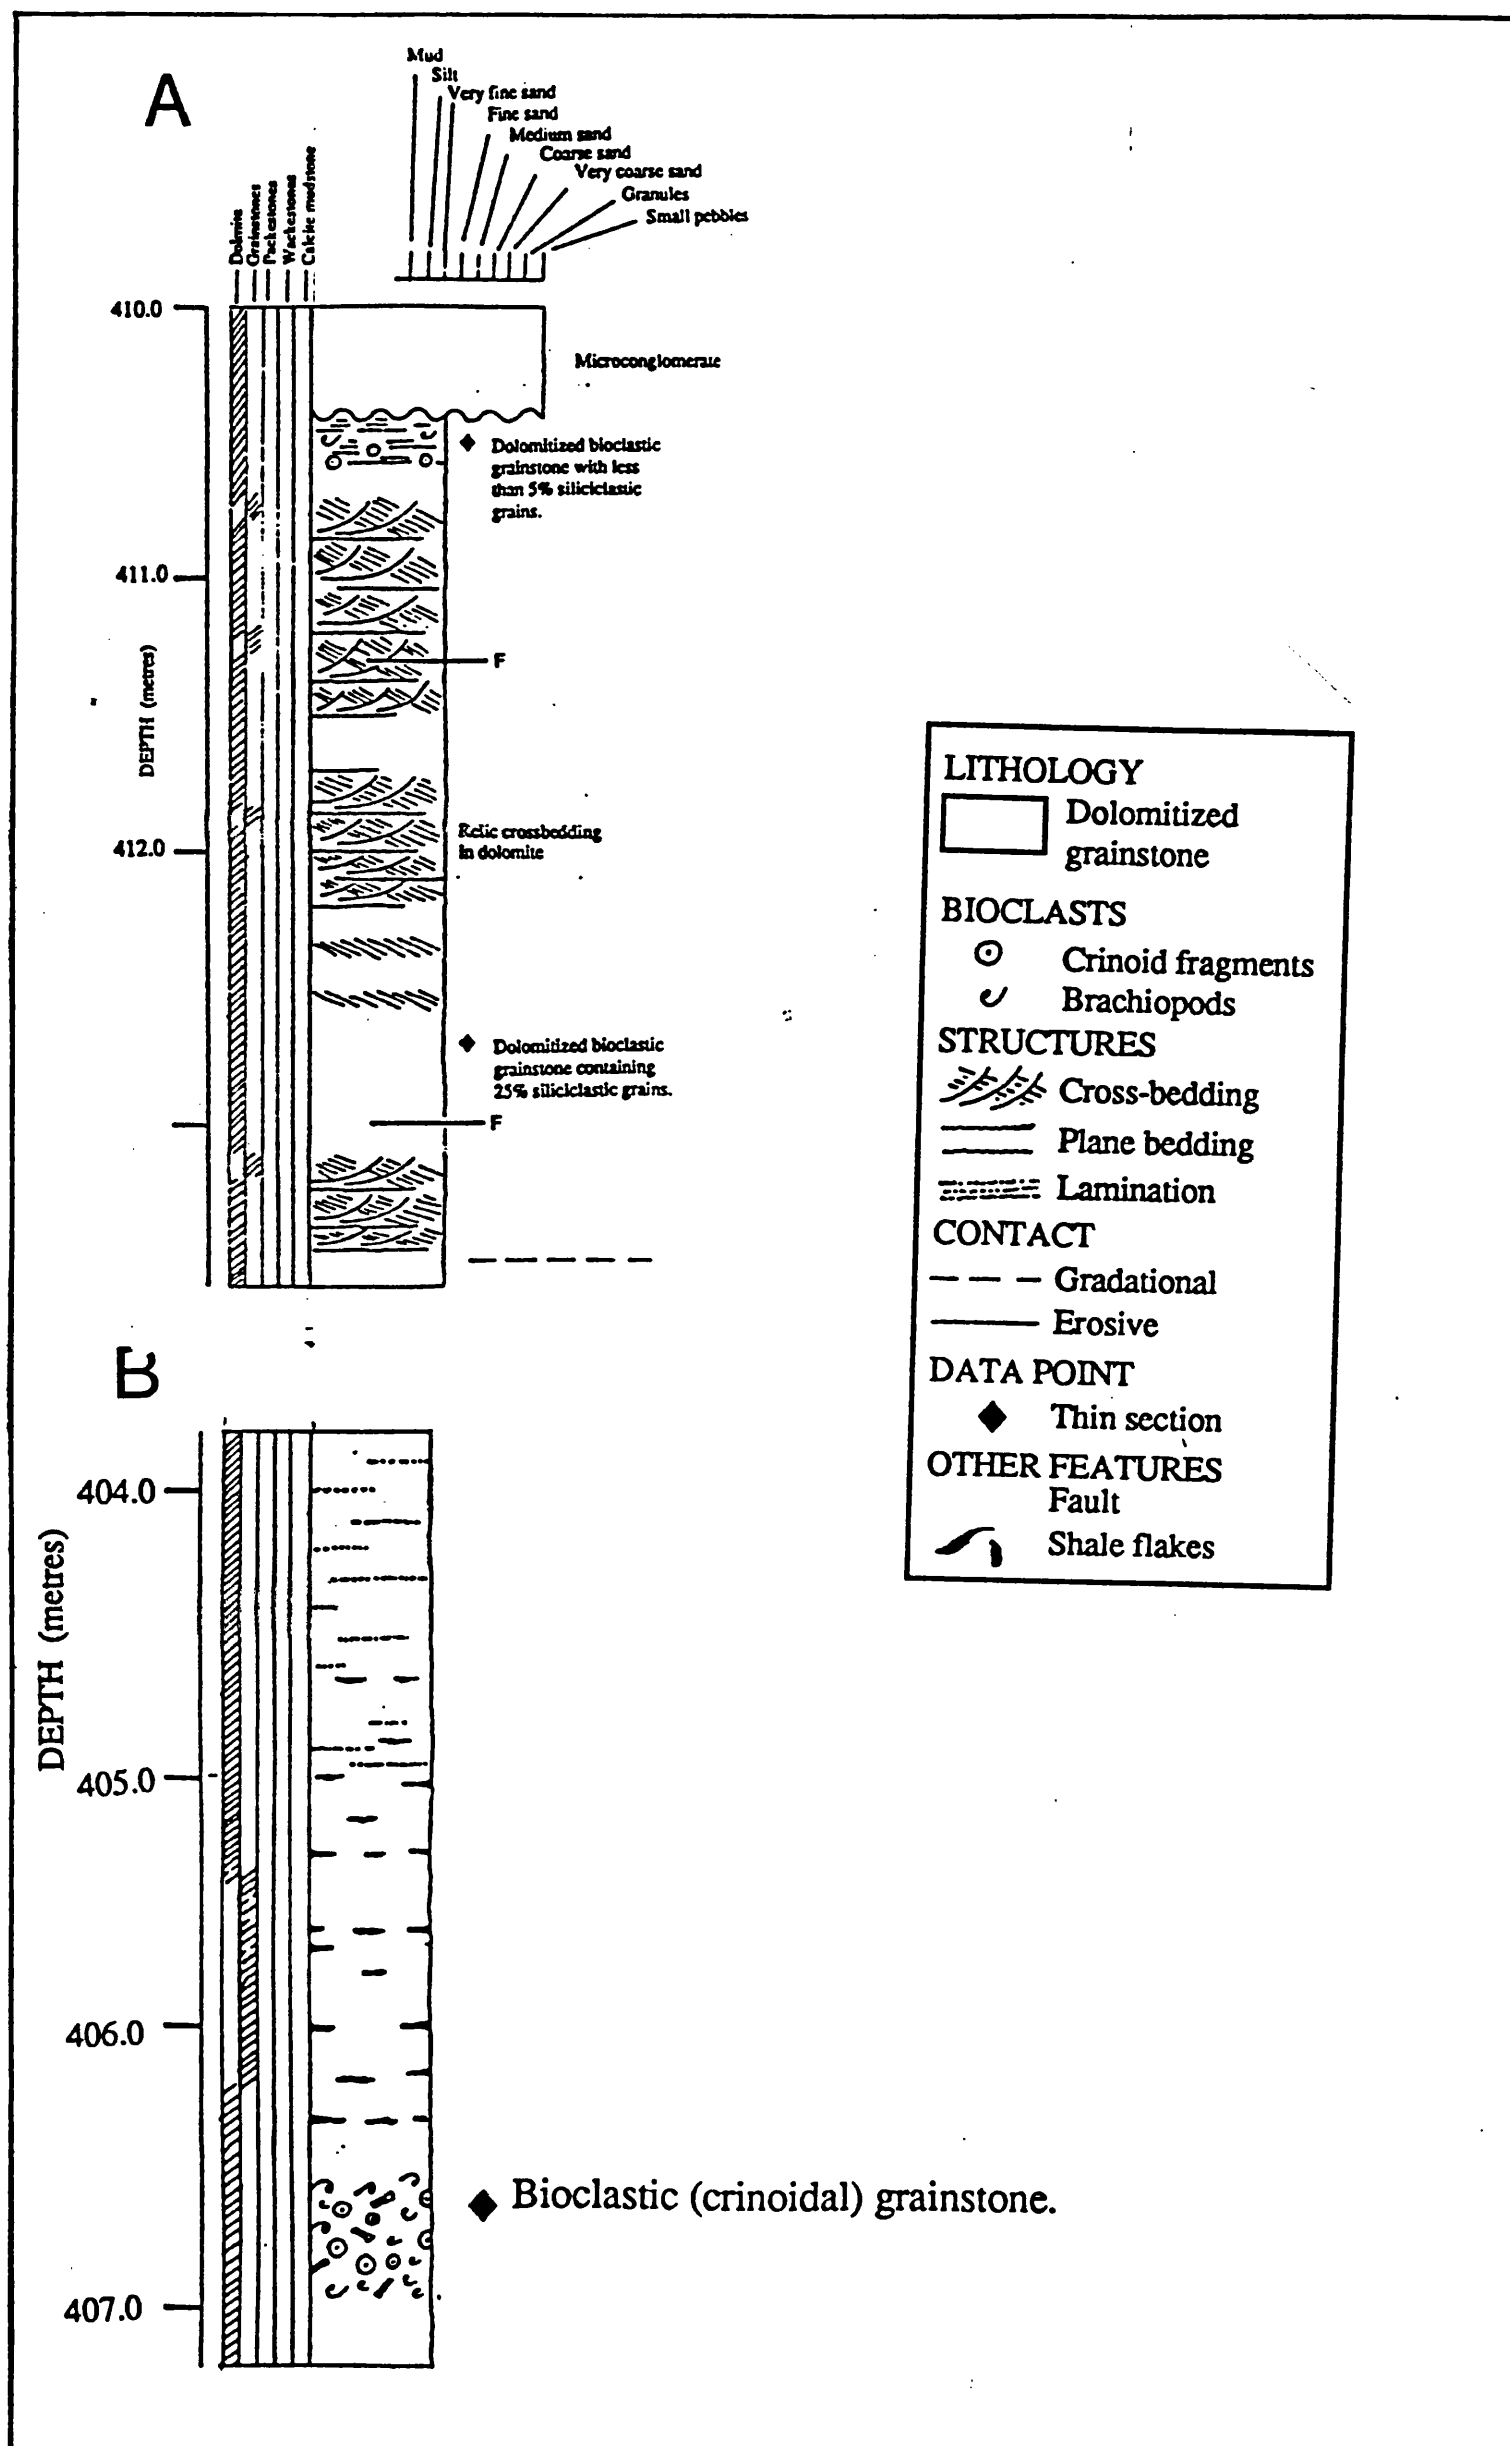 A
Mud
Silt
Very fine sand
Fine sand
Medium sand
Coarse sand
Very coarse sand
Granules
Small pebbles
Dolomite
Grainstones
Packestones
Wackestones
Calcite mudstone
410.0
Microconglomerate
Dolomitized bioclastic
grainstone with less
than 5% siliciclastic
grains.
411.0
F
DEPTH (metres)
Relic crossbedding
in dolomite
412.0
Dolomitized bioclastic
grainstone containing
25% siliciclastic grains.
F
LITHOLOGY
Dolomitized
grainstone
BIOCLASTS
Crinoid fragments
Brachiopods
STRUCTURES
Cross-bedding
Plane bedding
Lamination
CONTACT
Gradational
Erosive
DATA POINT
Thin section
OTHER FEATURES
Fault
Shale flakes
B
404.0
DEPTH (metres)
405.0
406.0
Bioclastic (crinoidal) grainstone.
407.0